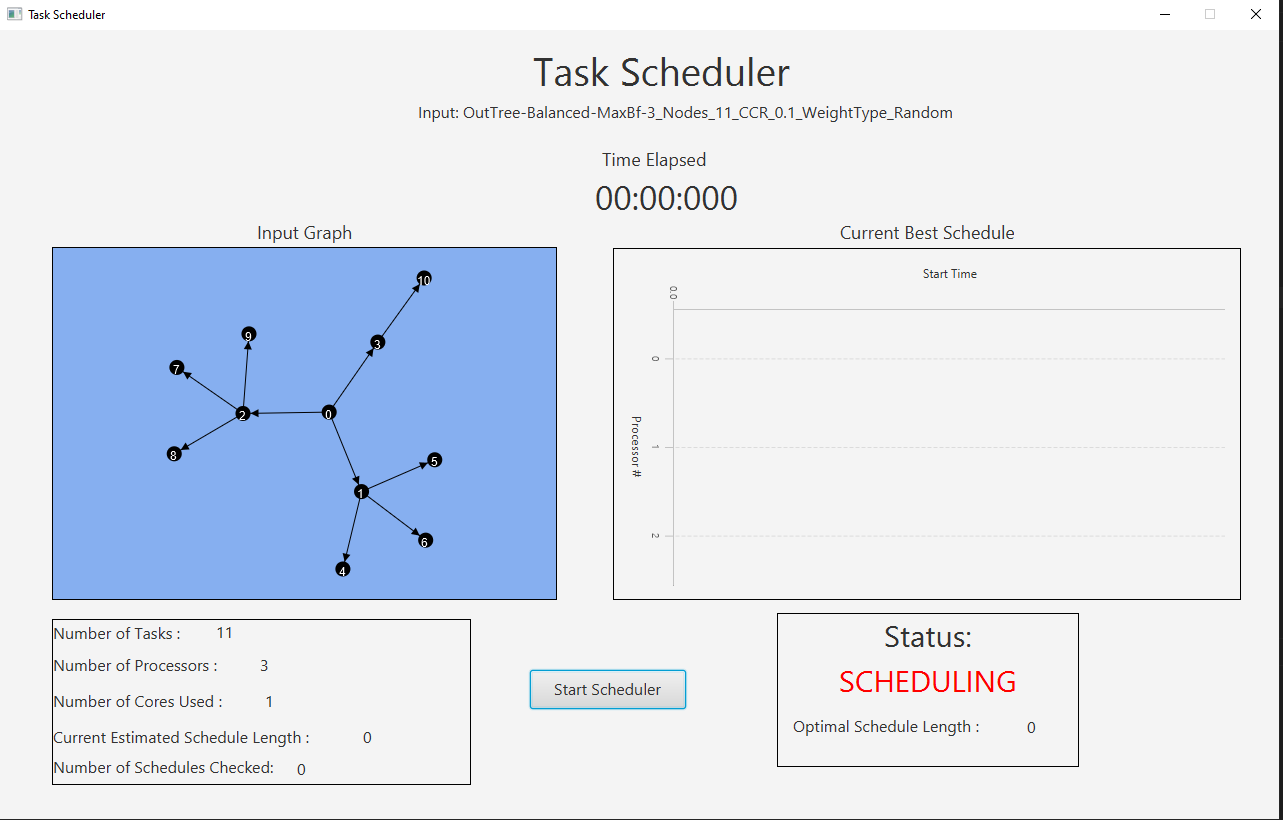 Task Scheduler
Task Scheduler
Input: OutTree-Balanced-MaxBf-3_Nodes_11_CCR_0.1_WeightType_Random
Time Elapsed
00:00:000
Input Graph
10
9
3
7
2
0
8
5
1
6
4
Current Best Schedule
Start Time
0.0
0
1
2
Processor #
Number of Tasks : 11
Number of Processors : 3
Number of Cores Used : 1
Current Estimated Schedule Length : 0
Number of Schedules Checked: 0
Start Scheduler
Status:
SCHEDULING
Optimal Schedule Length : 0